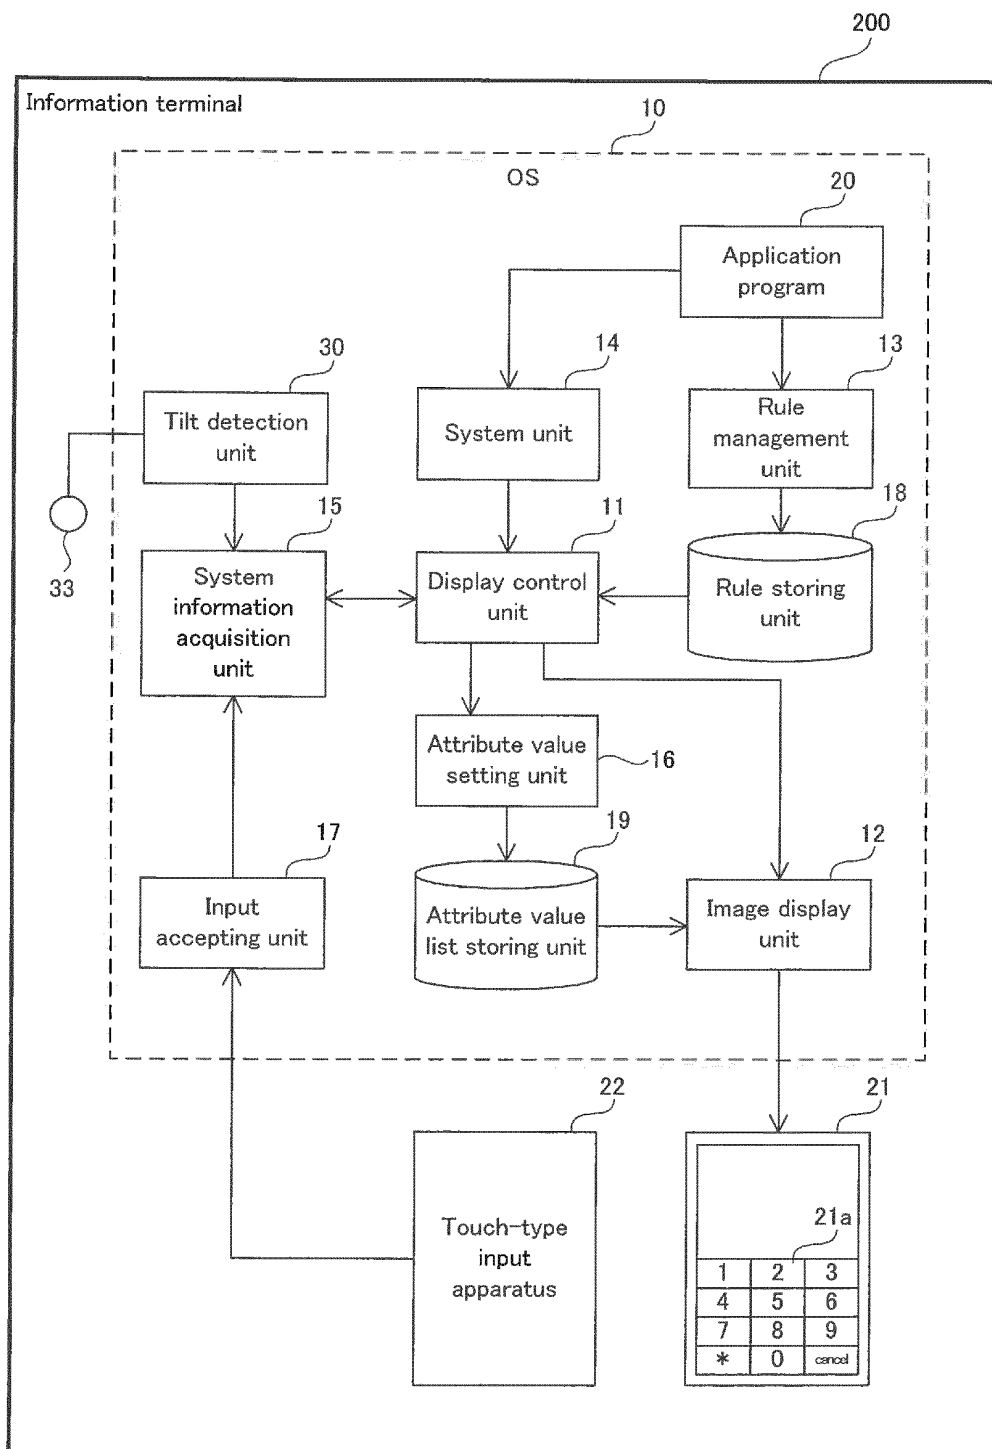 200
Information terminal
10
OS
20
Application
program
30
14
13
Tilt detection
unit
System unit
Rule
management
unit
33
15
11
18
System
information
acquisition
unit
Display control
unit
Rule storing
unit
Attribute value
setting unit
16
17
19
12
Input
accepting unit
Attribute value
list storing unit
Image display
unit
22
21
Touch-type
input
apparatus
21a
1 2 3
4 5 6
7 8 9
* 0 cancel